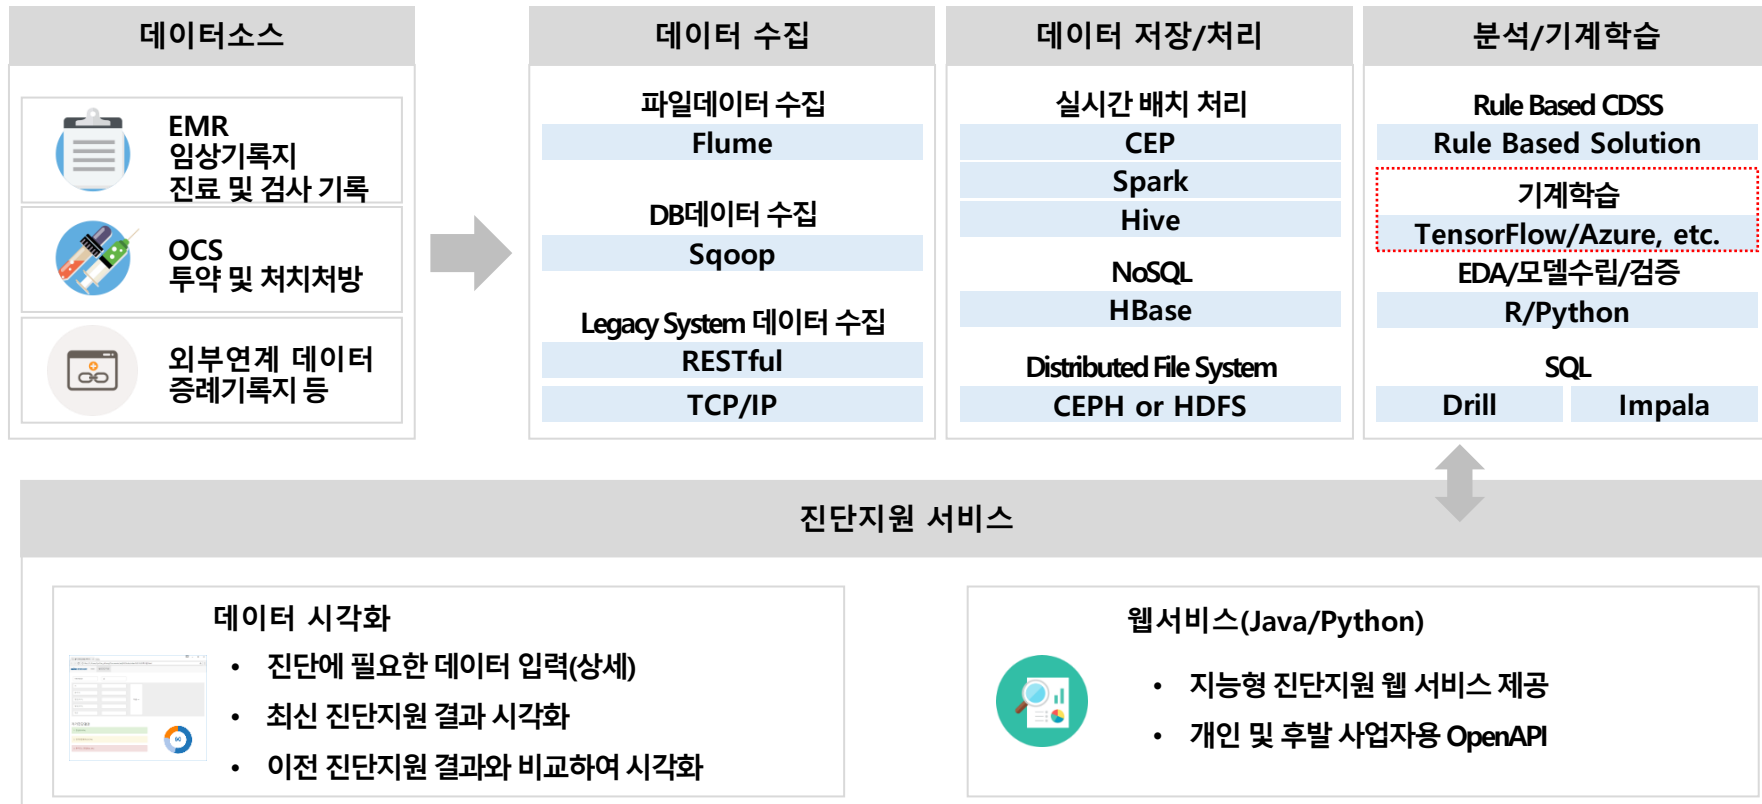 데이터소스
EMR
임상기록지
진료 및 검사 기록
OCS
투약 및 처치처방
외부연계 데이터
증례기록지 등
데이터 수집
파일데이터 수집
Flume
DB데이터 수집
Sqoop
Legacy System 데이터 수집
RESTful
TCP/IP
데이터 저장/처리
실시간 배치 처리
CEP
Spark
Hive
NoSQL
HBase
Distributed File System
CEPH or HDFS
분석/기계학습
Rule Based CDSS
Rule Based Solution
기계학습
TensorFlow/Azure, etc.
EDA/모델수립/검증
R/Python
SQL
Drill
Impala
진단지원 서비스
데이터 시각화
• 진단에 필요한 데이터 입력(상세)
• 최신 진단지원 결과 시각화
• 이전 진단지원 결과와 비교하여 시각화
웹서비스(Java/Python)
• 지능형 진단지원 웹 서비스 제공
• 개인 및 후발 사업자용 OpenAPI